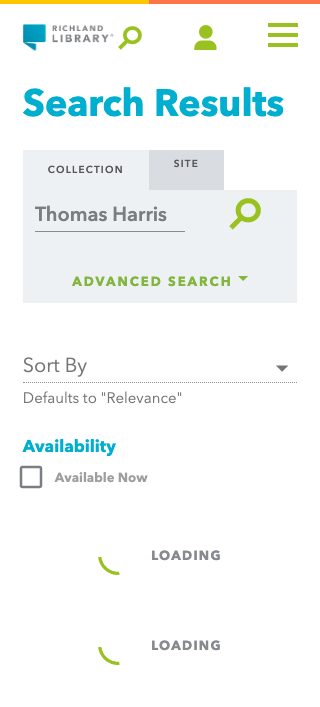 RICHLAND
LIBRARY
Search Results
COLLECTION
SITE
Thomas Harris
ADVANCED SEARCH
Sort By
Defaults to "Relevance"
Availability
Available Now
LOADING
LOADING